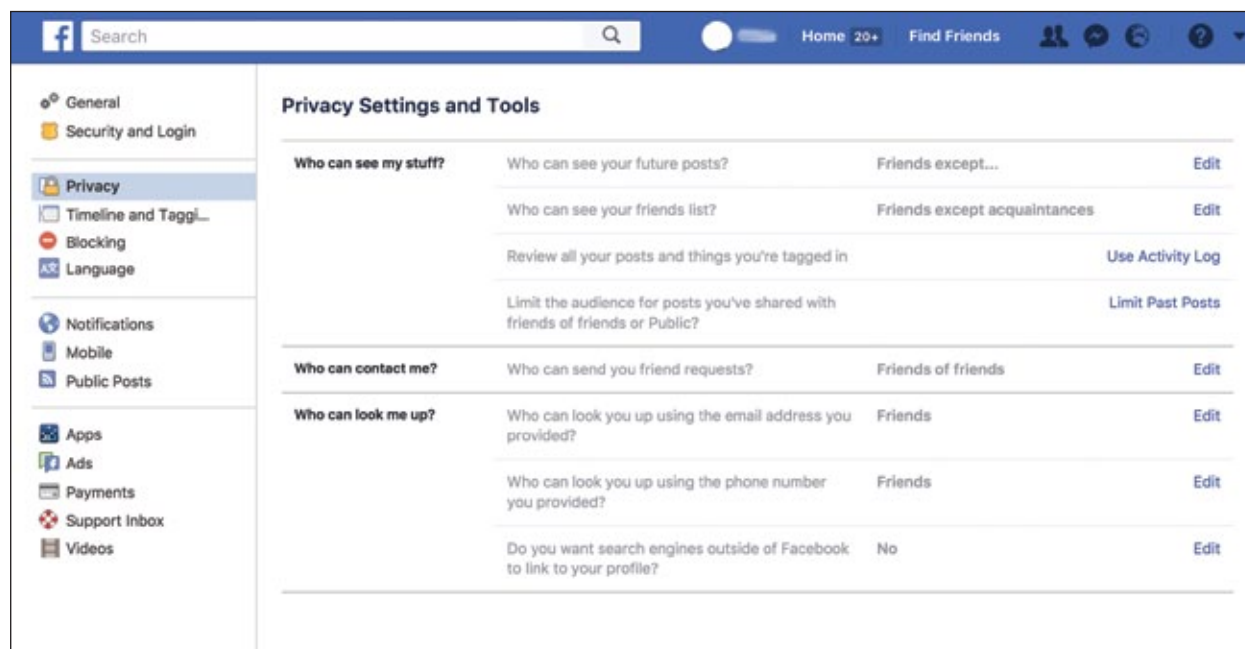 f
Search
Home 20+ Find Friends
General
Security and Login
Privacy
Timeline and Taggi...
Blocking
Language
Notifications
Mobile
Public Posts
Apps
Ads
Payments
Support Inbox
Videos
Privacy Settings and Tools
Who can see my stuff? Who can see your future posts? Friends except... Edit
Who can see your friends list? Friends except acquaintances Edit
Review all your posts and things you're tagged in Use Activity Log
Limit the audience for posts you've shared with Limit Past Posts
friends of friends or Public?
Who can contact me? Who can send you friend requests? Friends of friends Edit
Who can look me up? Who can look you up using the email address you Friends Edit
provided?
Who can look you up using the phone number Friends Edit
you provided?
Do you want search engines outside of Facebook No Edit
to link to your profile?